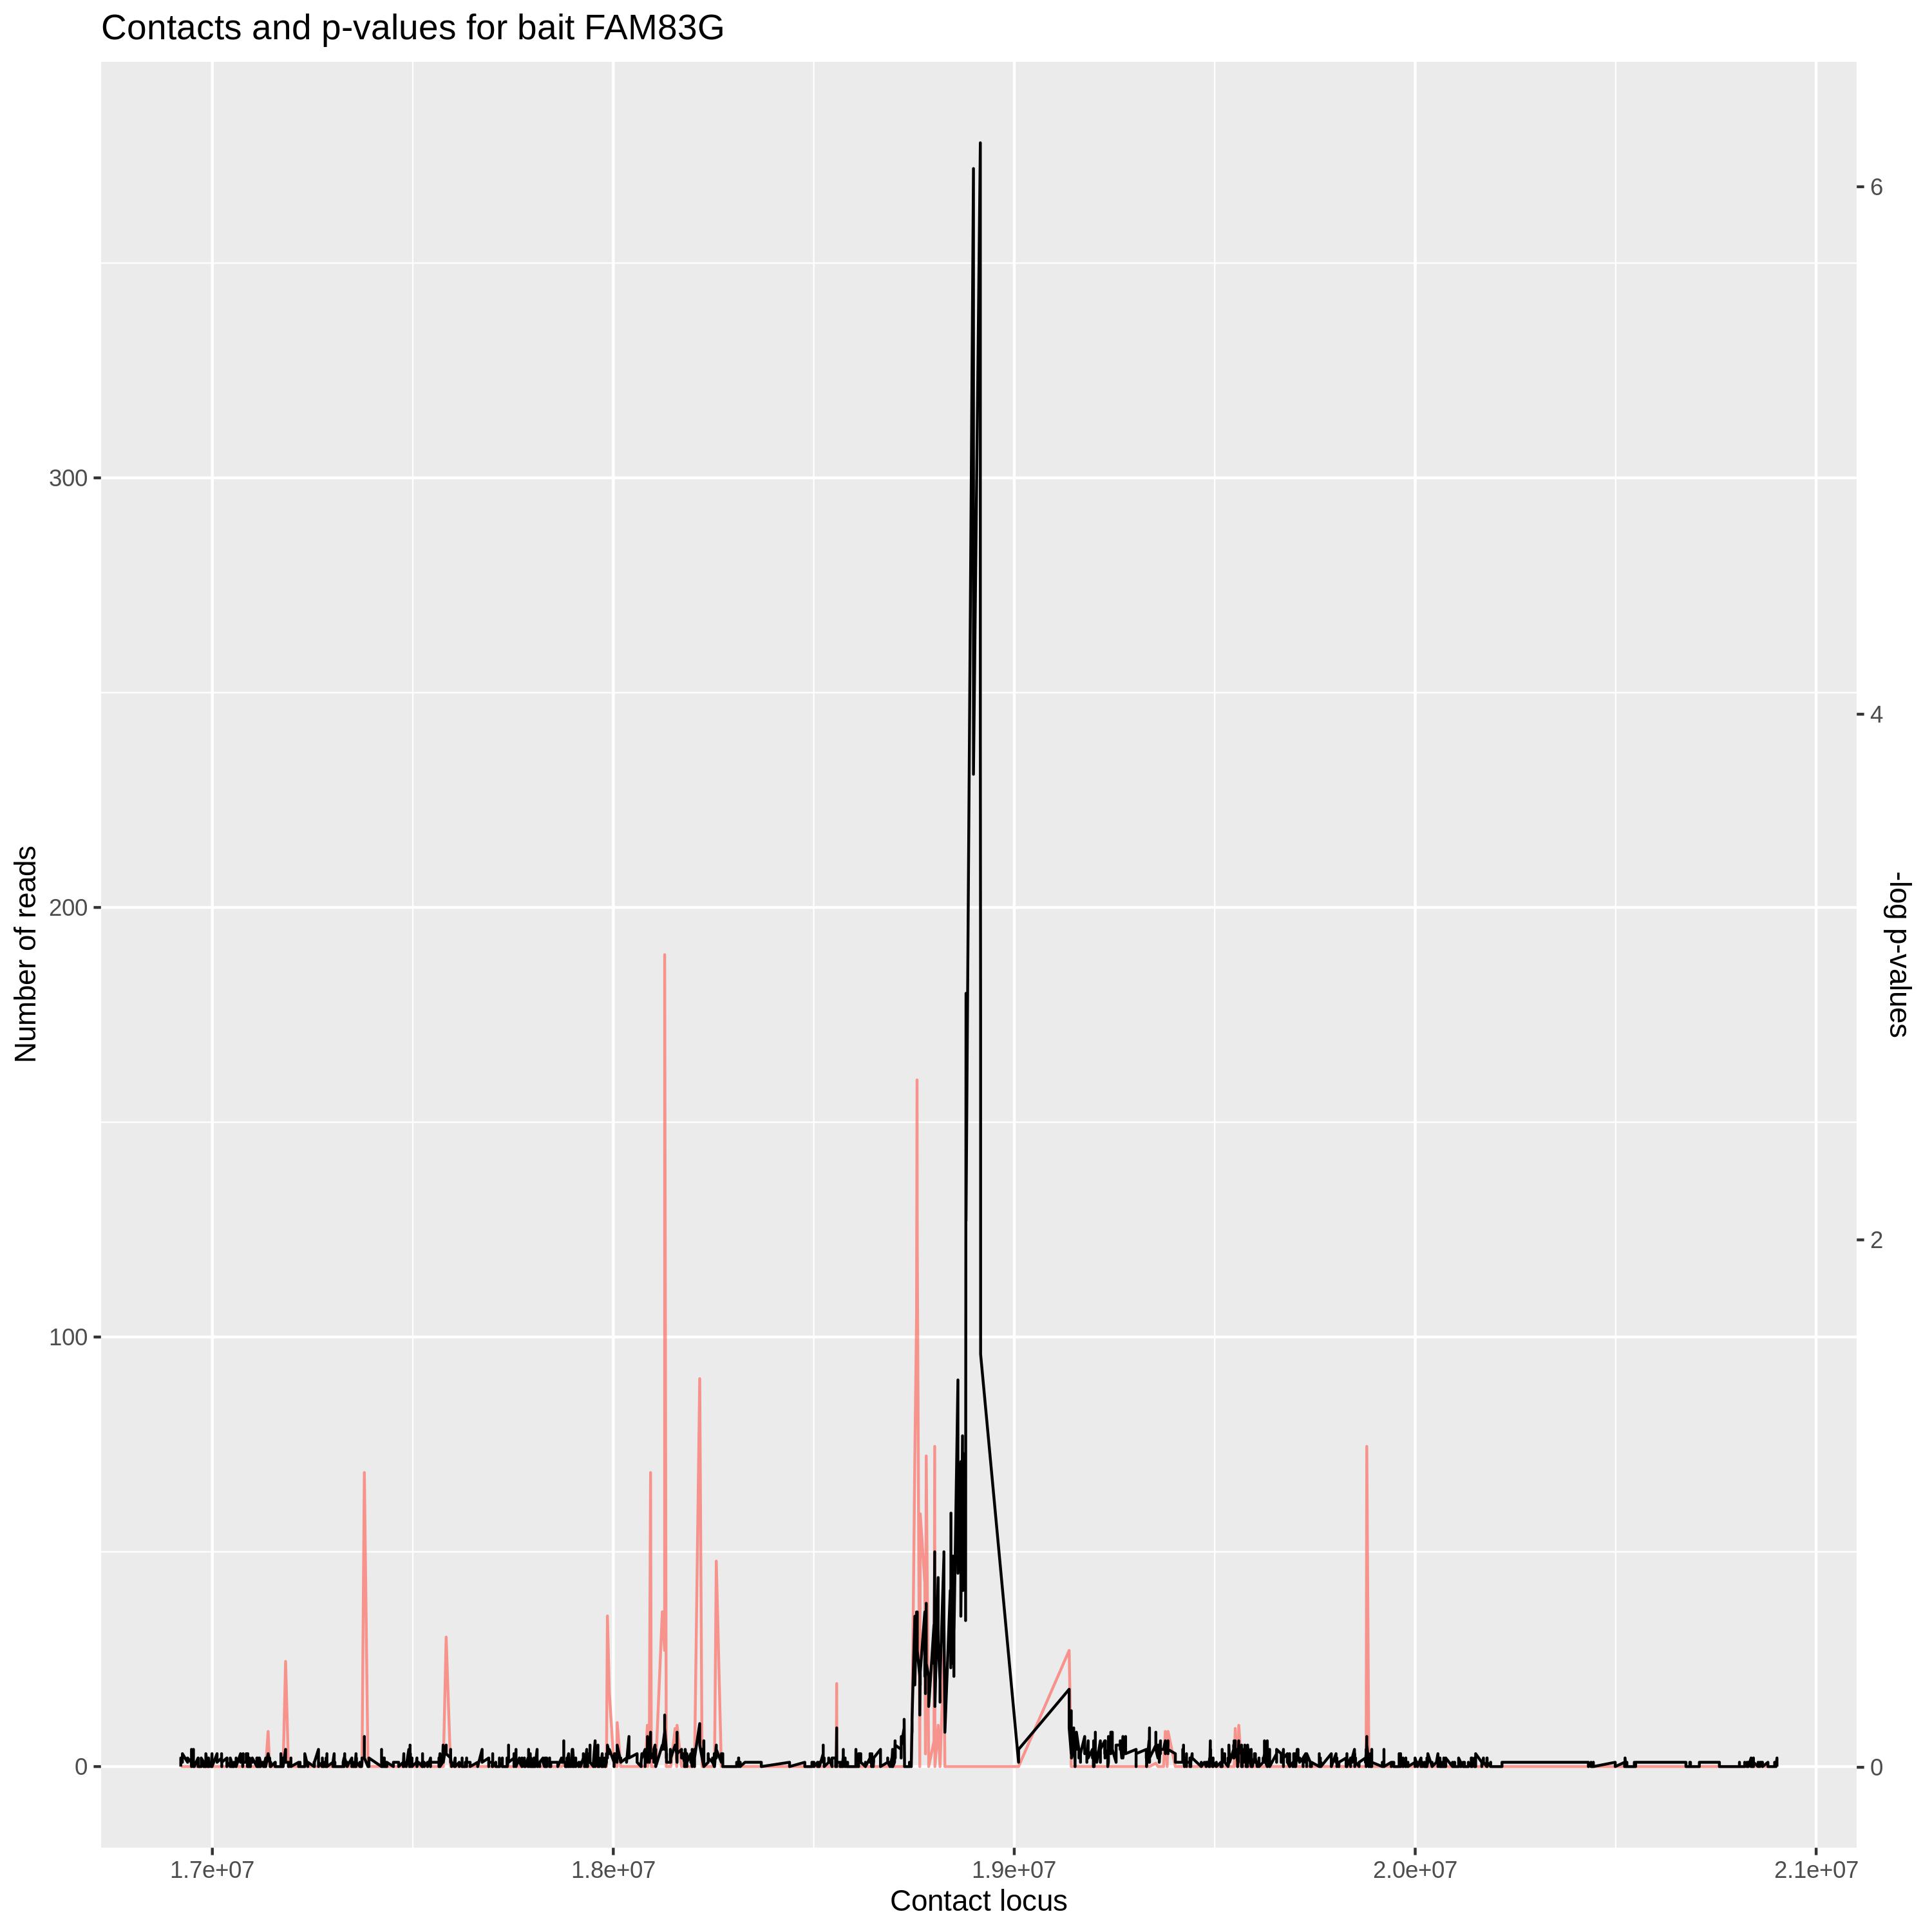 Contacts and p-values for bait FAM83G
Number of reads
300
200
100
0
6
4
2
0
-log p-values
1.7e+07 1.8e+07 1.9e+07 2.0e+07 2.1e+07
Contact locus